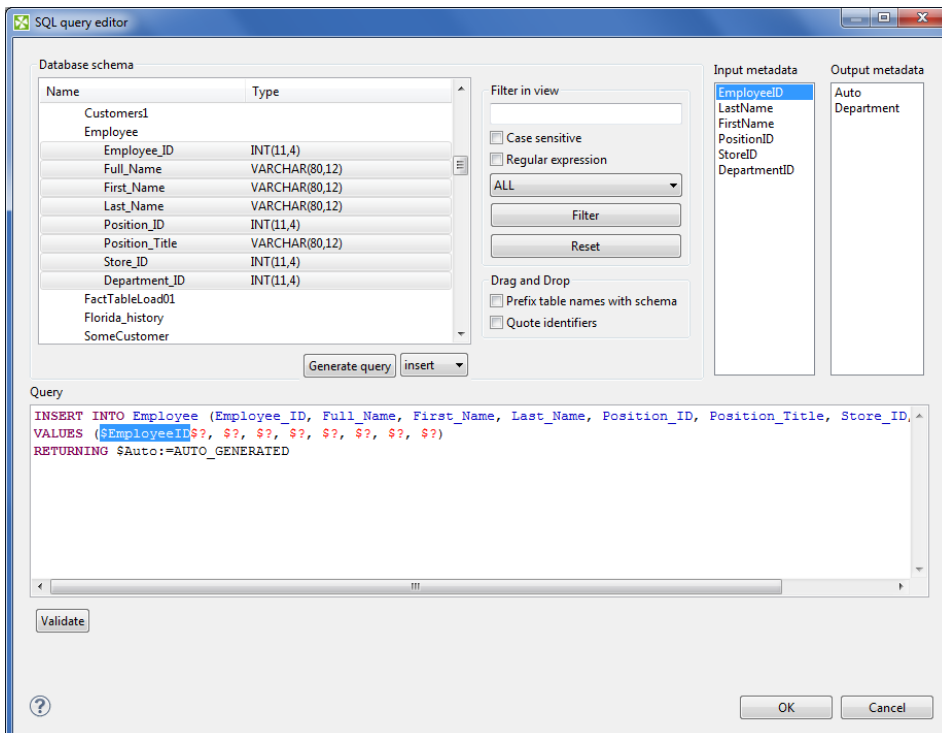 SQL query editor
Database schema
Name Type
Customers1
Employee
Employee_ID INT(11,4)
Full_Name VARCHAR(80,12)
First_Name VARCHAR(80,12)
Last_Name VARCHAR(80,12)
Position_ID INT(11,4)
Position_Title VARCHAR(80,12)
Store_ID INT(11,4)
Department_ID INT(11,4)
FactTableLoad01
Florida_history
SomeCustomer
Generate query insert
Filter in view
Case sensitive
Regular expression
ALL
Filter
Reset
Drag and Drop
Prefix table names with schema
Quote identifiers
Input metadata
EmployeeID
LastName
FirstName
PositionID
StoreID
DepartmentID
Output metadata
Auto
Department
Query
INSERT INTO Employee (Employee_ID, Full_Name, First_Name, Last_Name, Position_ID, Position_Title, Store_ID,
VALUES ($EmployeeID$?, $?, $?, $?, $?, $?, $?, $?)
RETURNING $Auto:=AUTO_GENERATED
Validate
?
OK Cancel